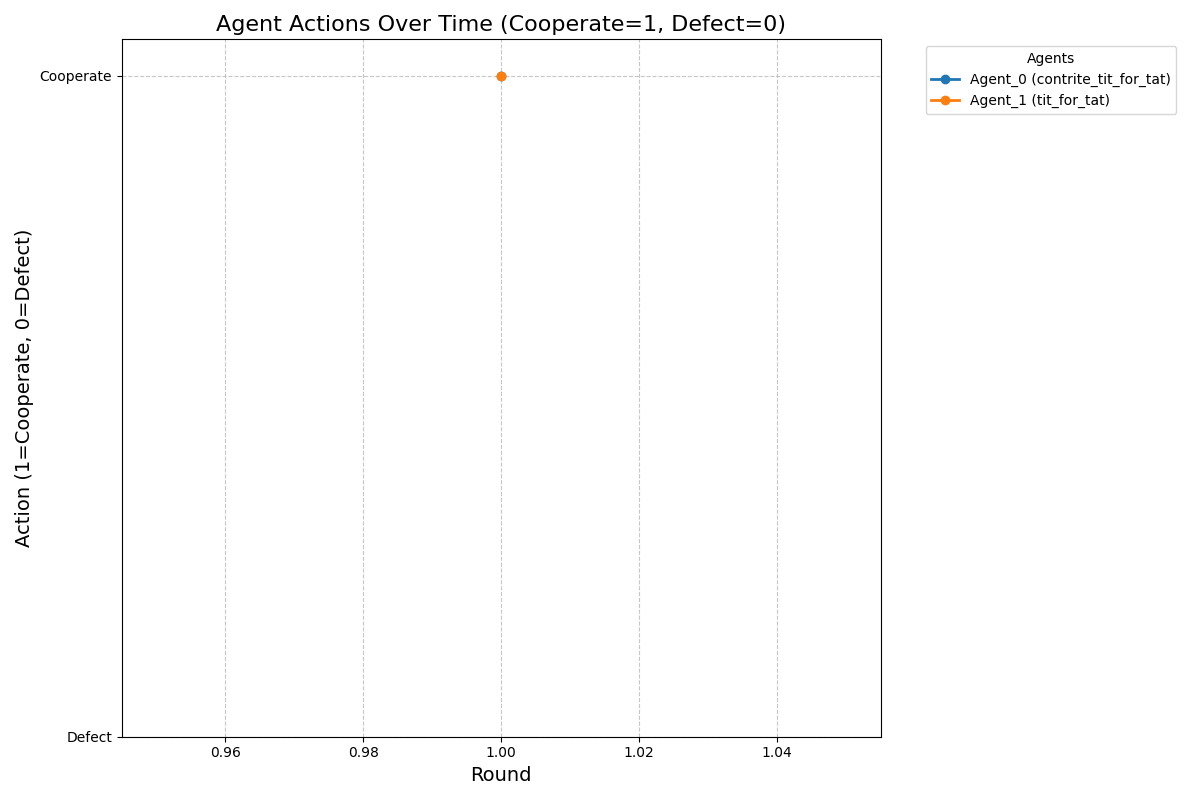 Agent Actions Over Time (Cooperate=1, Defect=0)
Agents
Agent_0 (contrite_tit_for_tat)
Agent_1 (tit_for_tat)
Action (1=Cooperate, 0=Defect)
Cooperate
Defect
0.96 0.98 1.00 1.02 1.04
Round